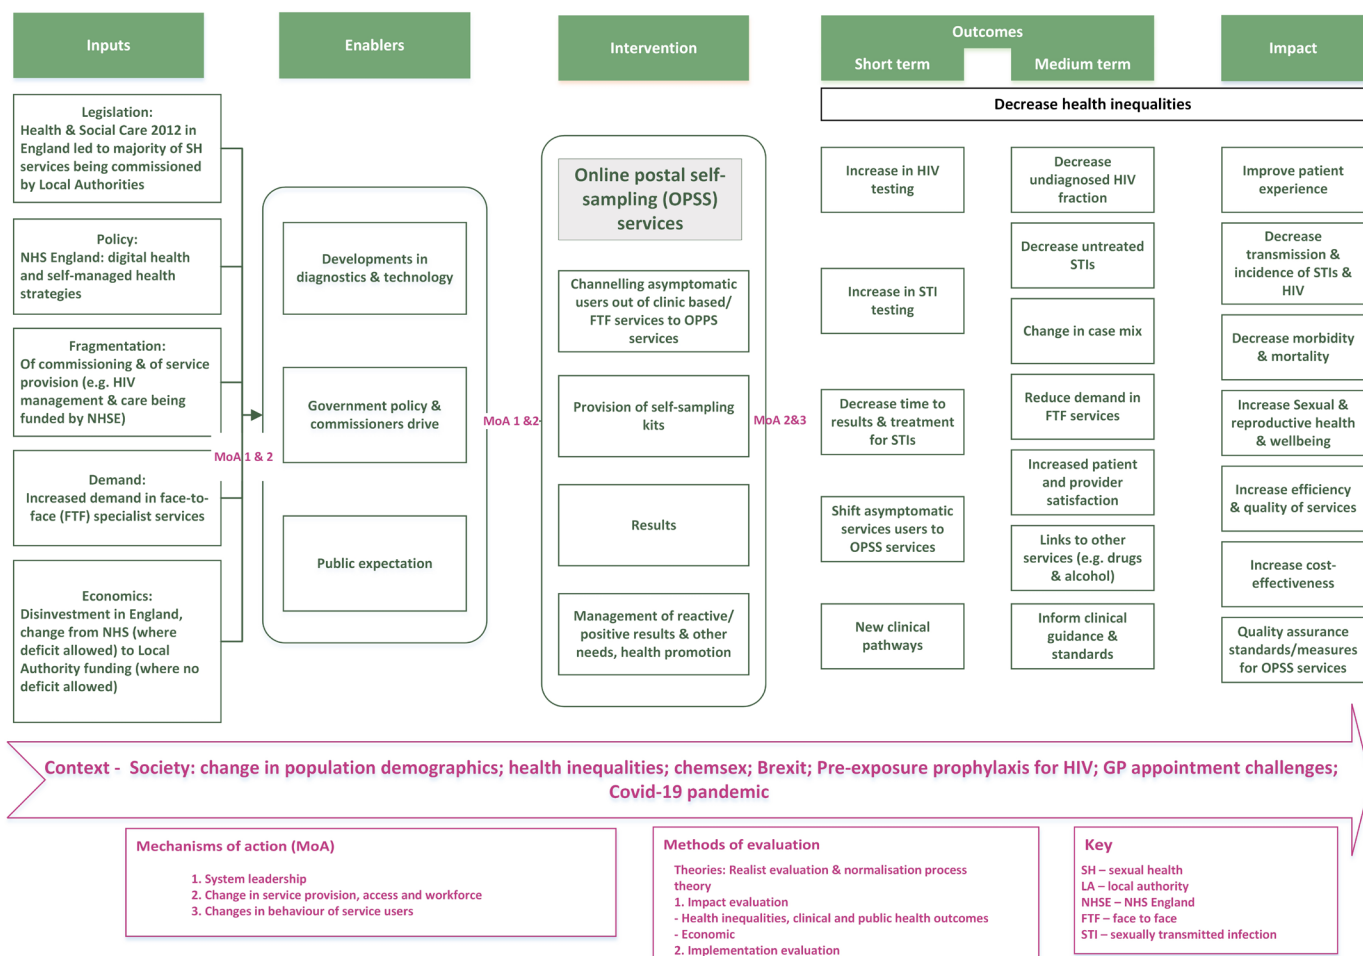 Inputs
Enablers
Intervention
Outcomes
Short term
Medium term
Impact
Decrease health inequalities
Legislation:
Health & Social Care 2012 in
England led to majority of SH
services being commissioned
by Local Authorities
Policy:
NHS England: digital health
and self-managed health
strategies
Fragmentation:
Of commissioning & of service
provision (e.g. HIV
management & care being
funded by NHSE)
Demand:
Increased demand in face-to-
face (FTF) specialist services
Economics:
Disinvestment in England,
change from NHS (where
deficit allowed) to Local
Authority funding (where no
deficit allowed)
MoA 1 & 2
Developments in
diagnostics & technology
Government policy &
commissioners drive
Public expectation
MoA 1 &2
Online postal self-
sampling (OPSS)
services
Channelling asymptomatic
users out of clinic based/
FTF services to OPPS
services
Provision of self-sampling
kits
Results
Management of reactive/
positive results & other
needs, health promotion
MoA 2&3
Increase in HIV
testing
Increase in STI
testing
Decrease time to
results & treatment
for STIs
Shift asymptomatic
services users to
OPSS services
New clinical
pathways
Decrease
undiagnosed HIV
fraction
Decrease untreated
STIs
Change in case mix
Reduce demand in
FTF services
Increased patient
and provider
satisfaction
Links to other
services (e.g. drugs
& alcohol)
Inform clinical
guidance &
standards
Improve patient
experience
Decrease
transmission &
incidence of STIs &
HIV
Decrease morbidity
& mortality
Increase Sexual &
reproductive health
& wellbeing
Increase efficiency
& quality of services
Increase cost-
effectiveness
Quality assurance
standards/measures
for OPSS services
Context - Society: change in population demographics; health inequalities; chemsex; Brexit; Pre-exposure prophylaxis for HIV; GP appointment challenges;
Covid-19 pandemic
Mechanisms of action (MoA)
1. System leadership
2. Change in service provision, access and workforce
3. Changes in behaviour of service users
Methods of evaluation
Theories: Realist evaluation & normalisation process
theory
1. Impact evaluation
- Health inequalities, clinical and public health outcomes
- Economic
2. Implementation evaluation
Key
SH – sexual health
LA – local authority
NHSE – NHS England
FTF – face to face
STI – sexually transmitted infection